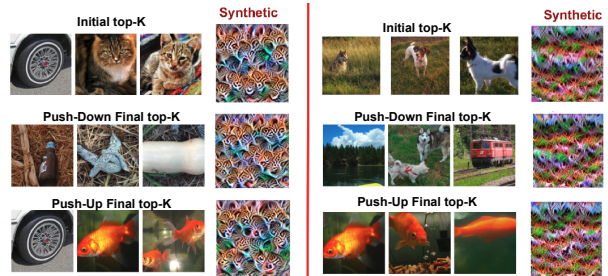 Initial top-K
Synthetic
Push-Down Final top-K
Push-Up Final top-K
Initial top-K
Synthetic
Push-Down Final top-K
Push-Up Final top-K